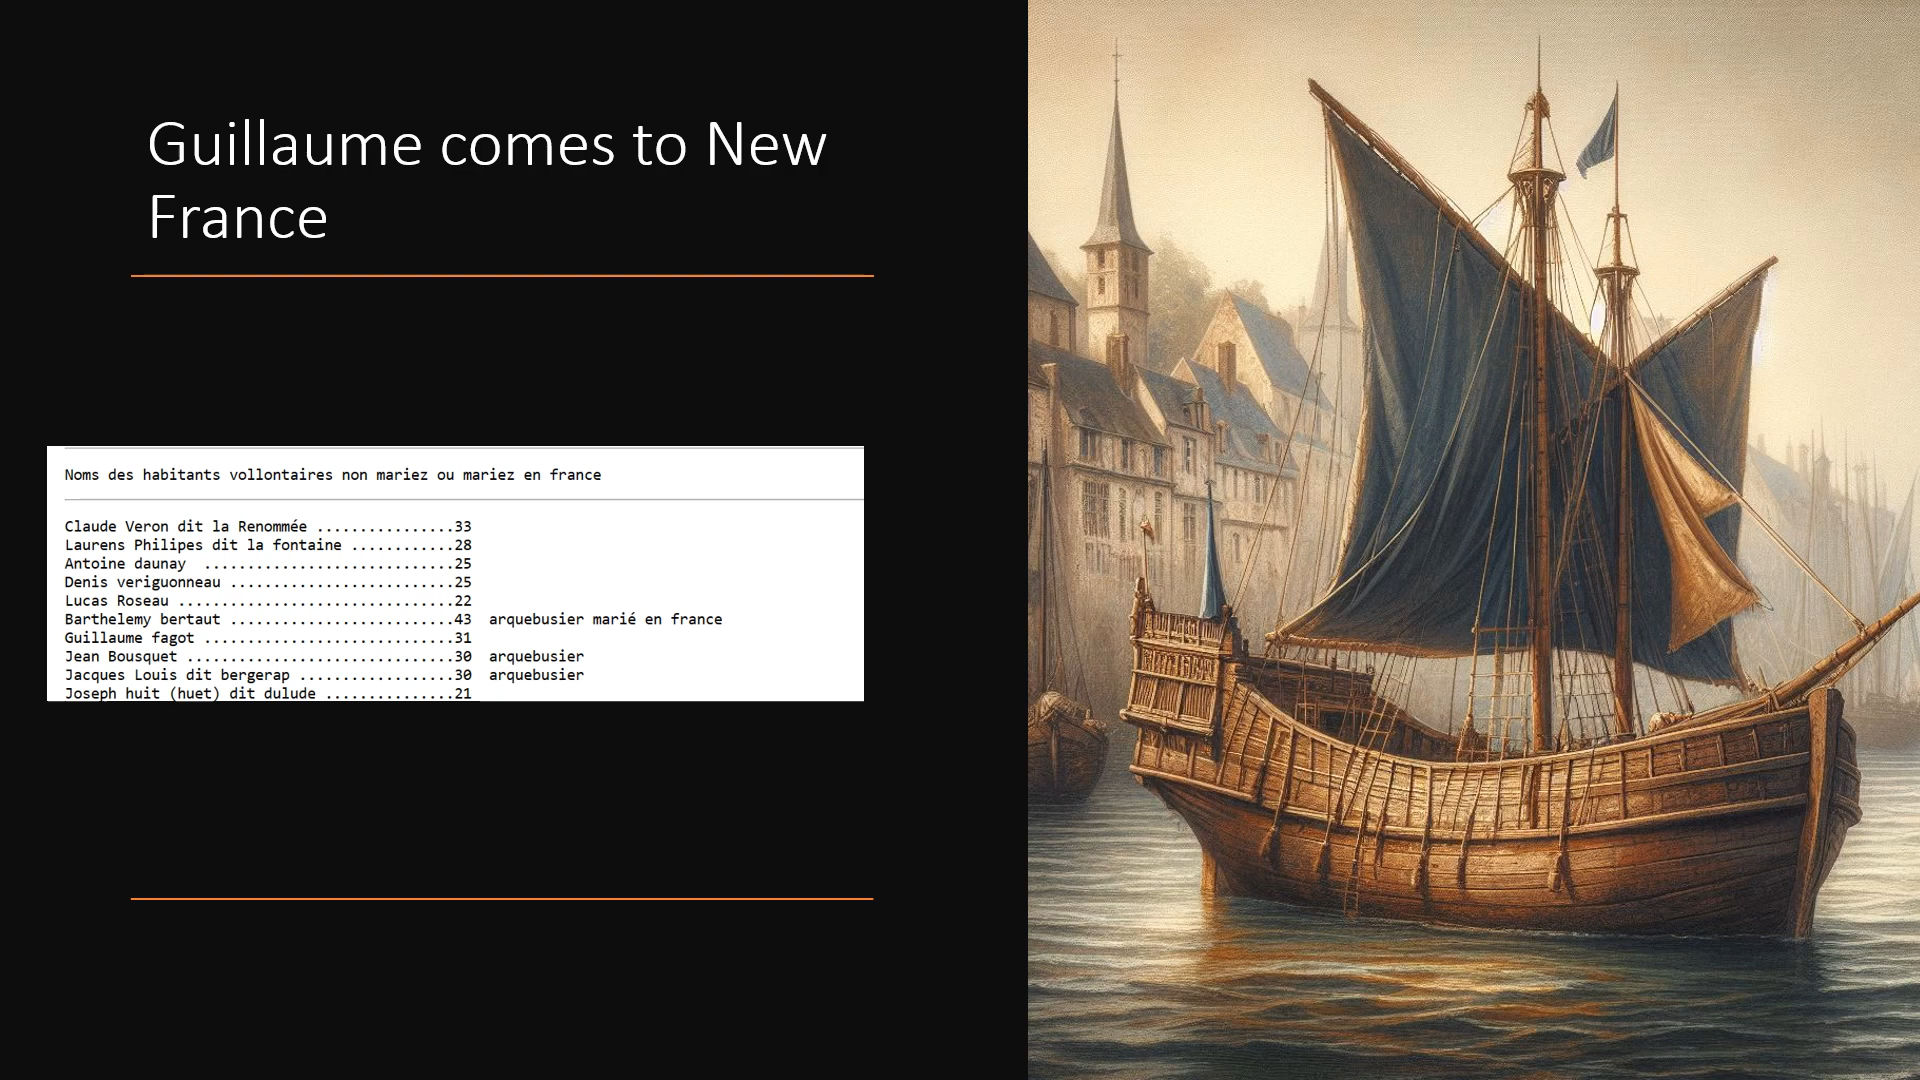 Guillaume comes to New
France
Noms des habitants vollontaires non mariez ou mariez en france
Claude Veron dit la Renommée ................33
Laurens Philipes dit la fontaine ............28
Antoine daunay .............................25
Denis veriguonneau ..........................25
Lucas Roseau ................................22
Barthelemy bertaut ..........................43 arquebusier marié en france
Guillaume fagot .............................31
Jean Bousquet ...............................30 arquebusier
Jacques Louis dit bergerap ..................30 arquebusier
Joseph huit (huet) dit dulude ...............21